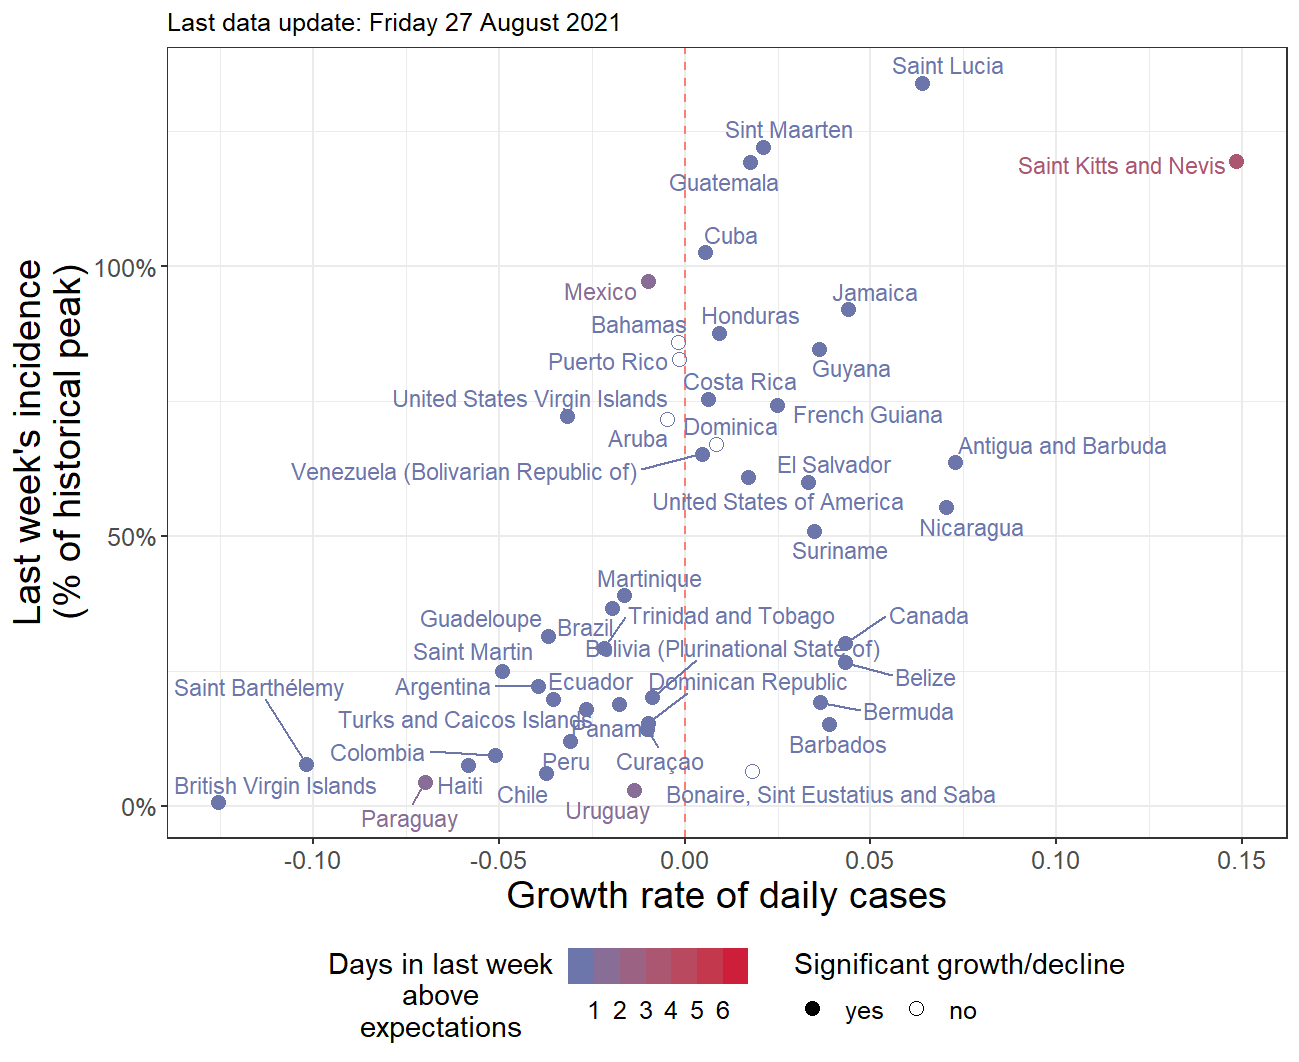 Last data update: Friday 27 August 2021
Last week's incidence
(% of historical peak)
100%
50%
0%
Saint Lucia
Sint Maarten
Saint Kitts and Nevis
Guatemala
Cuba
Mexico
Jamaica
Bahamas
Honduras
Puerto Rico
Guyana
Costa Rica
United States Virgin Islands
French Guiana
Aruba
Dominica
Antigua and Barbuda
Venezuela (Bolivarian Republic of)
El Salvador
United States of America
Nicaragua
Suriname
Martinique
Guadeloupe
Brazil
Trinidad and Tobago
Canada
Saint Martin
Bolivia (Plurinational State of)
Belize
Saint Barthélemy
Argentina
Ecuador
Dominican Republic
Turks and Caicos Islands
Panama
Bermuda
Barbados
Colombia
Peru
Curaçao
British Virgin Islands
Haiti
Chile
Bonaire, Sint Eustatius and Saba
Paraguay
Uruguay
-0.10
-0.05
0.00
0.05
0.10
0.15
Growth rate of daily cases
Days in last week
above
expectations
1 2 3 4 5 6
Significant growth/decline
yes
no